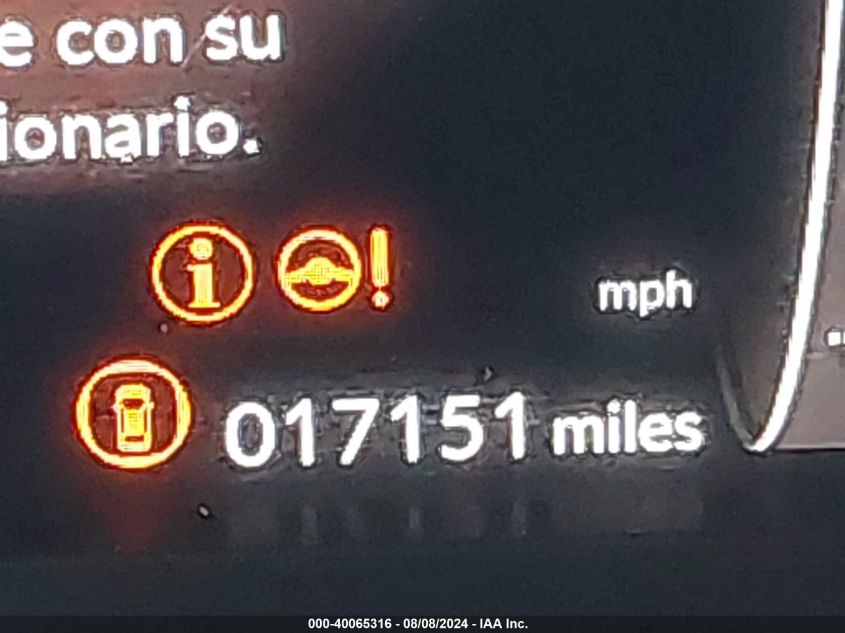 e con su
ionario.
mph
017151 miles
000-40065316 - 08/08/2024 - IAA Inc.